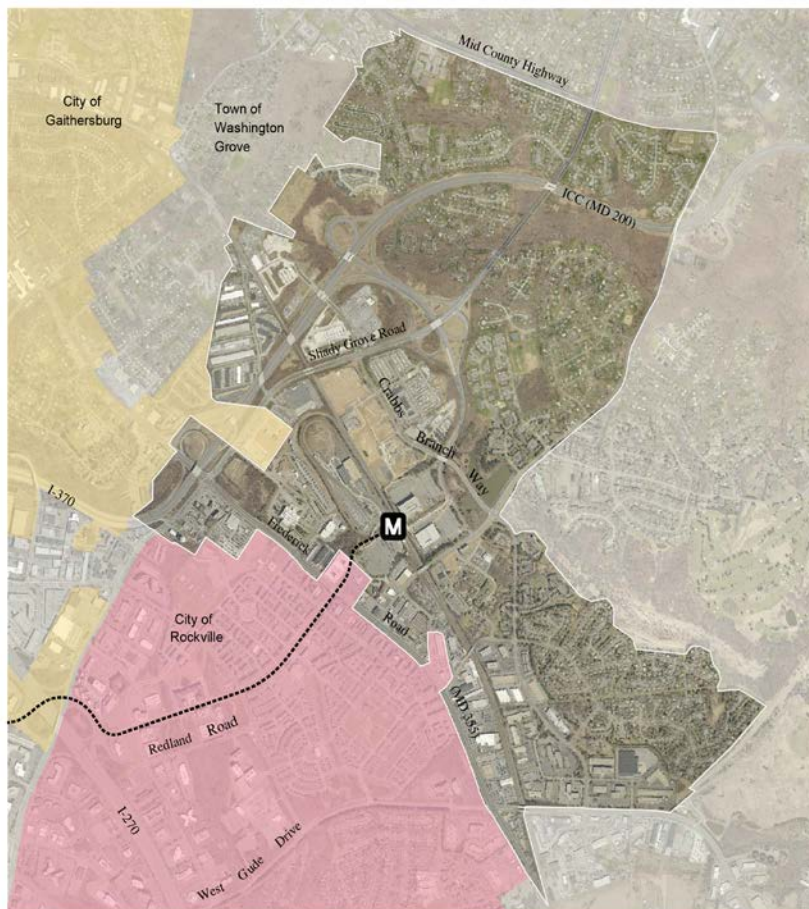 Mid County Highway
City of
Gaithersburg
Town of
Washington
Grove
ICC (MD 200)
Shady Grove Road
Crabbs Branch Way
I-370
M
Frederick Road
(MD 355)
City of
Rockville
Redland Road
I-270
West Gude Drive